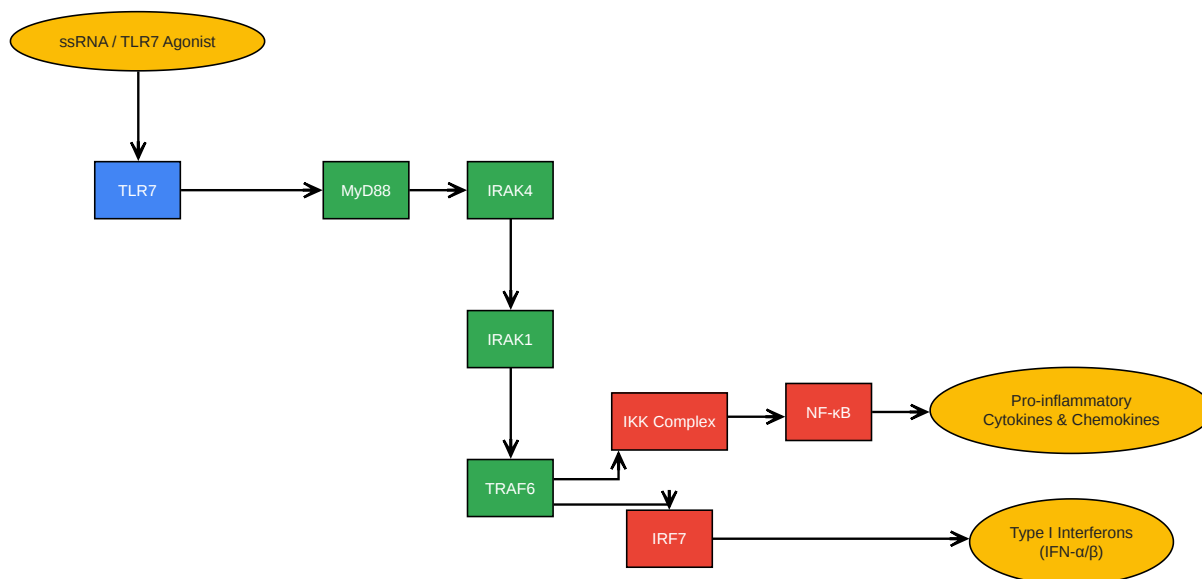 ssRNA / TLR7 Agonist
TLR7
MyD88
IRAK4
IRAK1
TRAF6
IKK Complex
NF-κB
Pro-inflammatory
Cytokines & Chemokines
IRF7
Type I Interferons
(IFN-α/β)